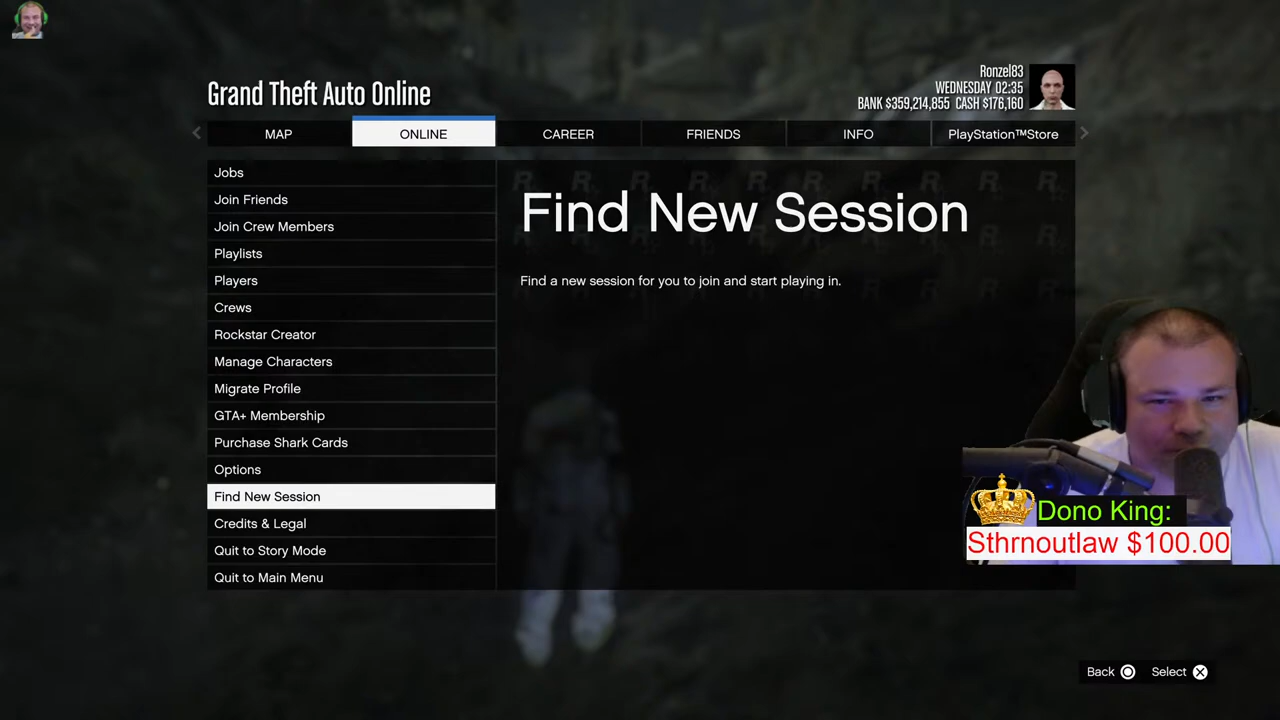 Grand Theft Auto Online
Ronzel83
WEDNESDAY 02:35
BANK $359,214,855 CASH $176,160
MAP
ONLINE
CAREER
FRIENDS
INFO
PlayStation™Store
Jobs
Join Friends
Join Crew Members
Playlists
Players
Crews
Rockstar Creator
Manage Characters
Migrate Profile
GTA+ Membership
Purchase Shark Cards
Options
Find New Session
Credits & Legal
Quit to Story Mode
Quit to Main Menu
Find New Session
Find a new session for you to join and start playing in.
Dono King:
Sthrnoutlaw $100.00
Back
Select